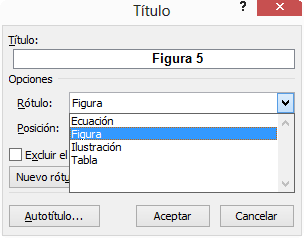 Título
Título:
Figura 5
Opciones
Rótulo: Figura
Posición:
Ecuación
Figura
Ilustración
Tabla
Excluir el
Nuevo rótu
Autotítulo...
Aceptar
Cancelar